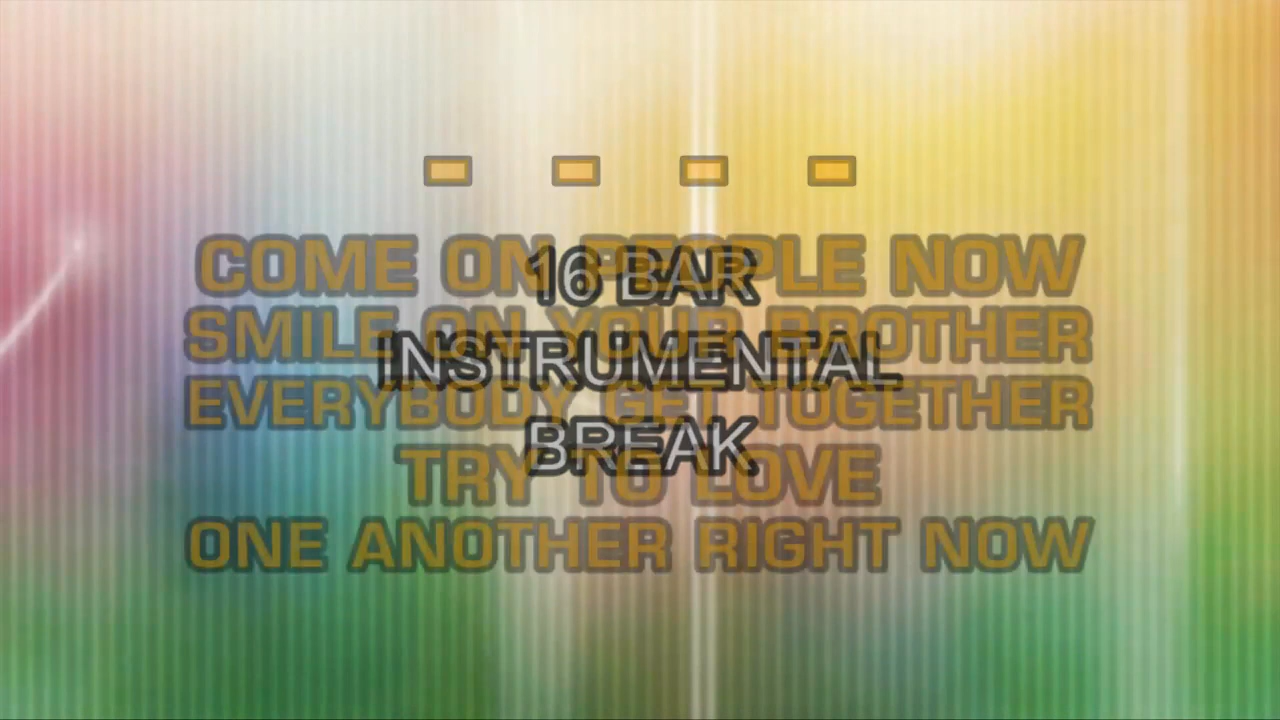 COME ON PEOPLE NOW
16 BAR
SMILE ON YOUR BROTHER
INSTRUMENTAL
EVERYBODY GET TOGETHER
BREAK
TRY TO LOVE
ONE ANOTHER RIGHT NOW